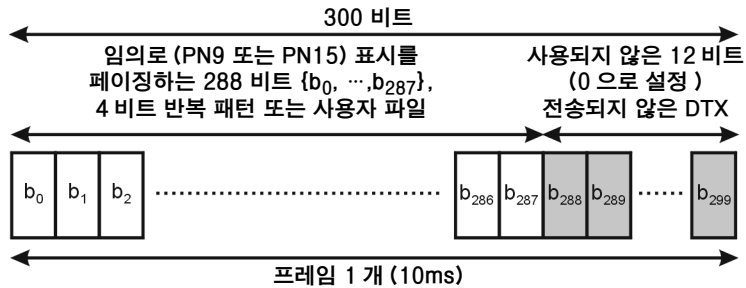 300 비트
임의로 (PN9 또는 PN15) 표시를
페이징하는 288 비트 {b₀, ···,b₂₈₇},
4 비트 반복 패턴 또는 사용자 파일
사용되지 않은 12 비트
(0 으로 설정 )
전송되지 않은 DTX
b₀ b₁ b₂ b₂₈₆ b₂₈₇ b₂₈₈ b₂₈₉ b₂₉₉
프레임 1 개 (10ms)